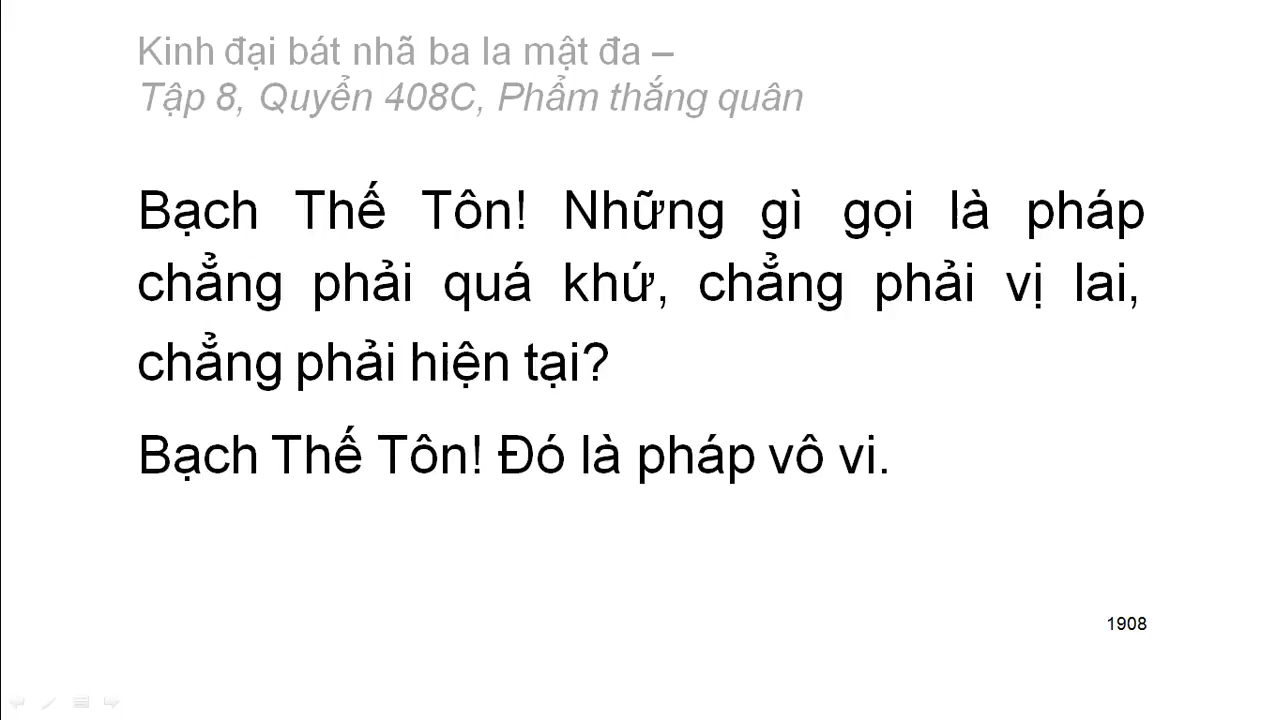 Kinh đại bát nhã ba la mật đa –
Tập 8, Quyển 408C, Phẩm thắng quân
Bạch Thế Tôn! Những gì gọi là pháp
chẳng phải quá khứ, chẳng phải vị lai,
chẳng phải hiện tại?
Bạch Thế Tôn! Đó là pháp vô vi.
1908